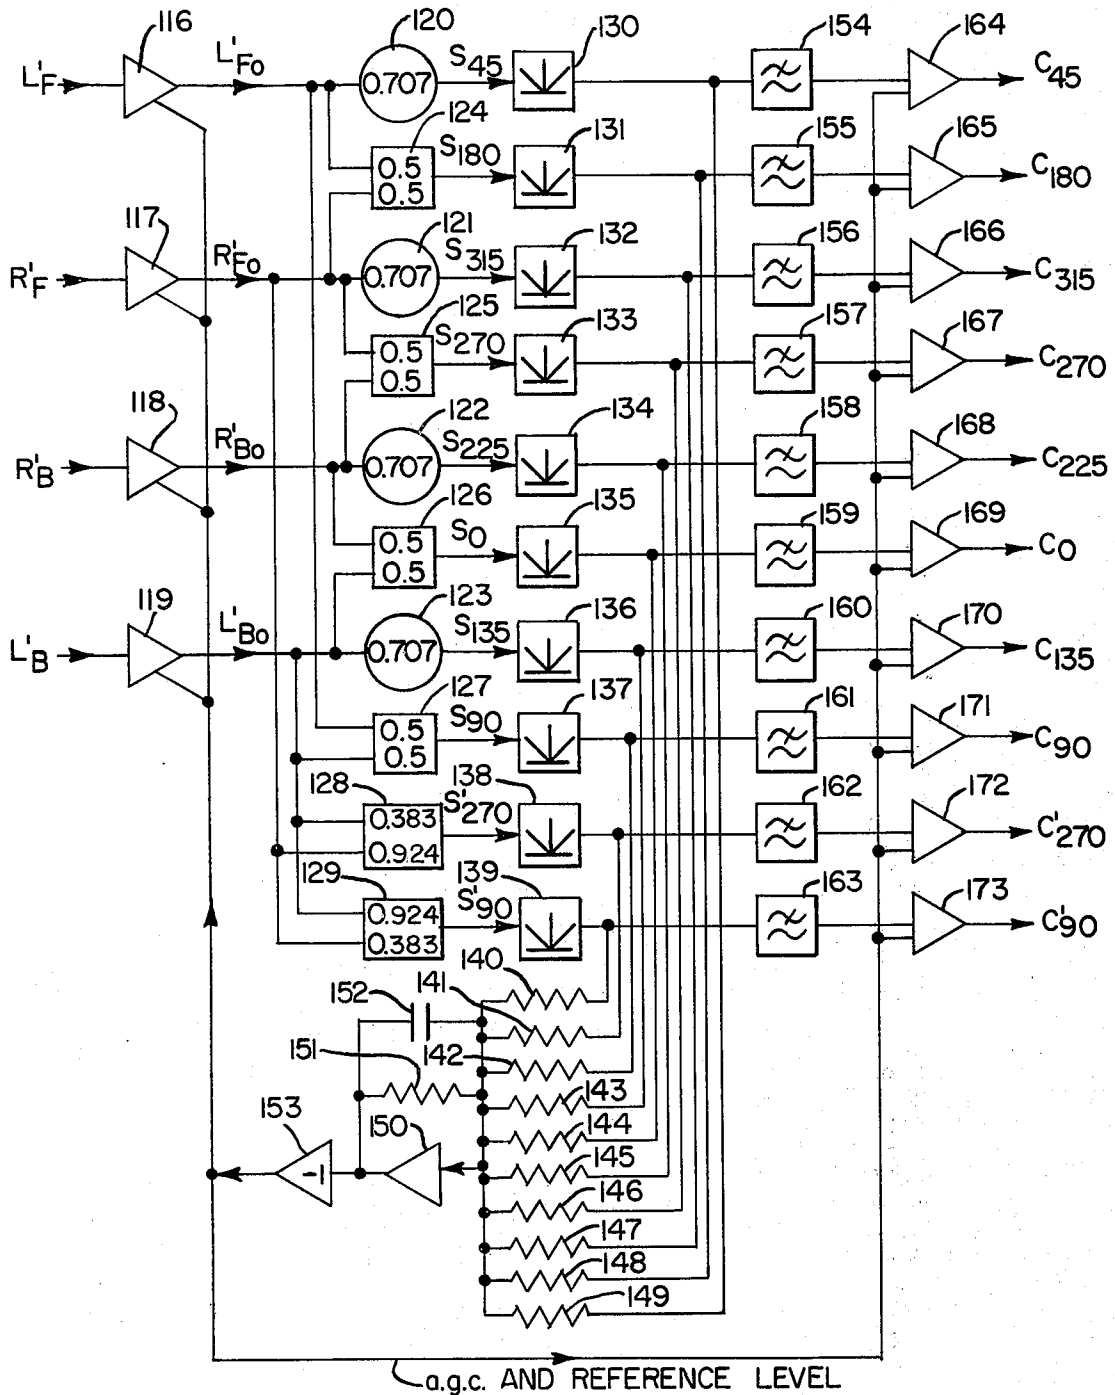 116 120 130 154 164
L'F L'Fo 0.707 S45 C45
124 131 155 165
0.5 S180 C180
0.5
117 121 132 156 166
R'F R'Fo 0.707 S315 C315
125 133 157 167
0.5 S270 C270
0.5
118 122 134 158 168
R'B R'Bo 0.707 S225 C225
126 135 159 169
0.5 S0 C0
0.5
119 123 136 160 170
L'B L'Bo 0.707 S135 C135
127 137 161 171
0.5 S90 C90
0.5
128 138 162 172
0.383 S'270 C'270
0.924
129 139 163 173
0.924 S'90 C'90
0.383
140
152 141
151 142
143
153 150 144
-1 145
146
147
148
149
a.g.c. AND REFERENCE LEVEL